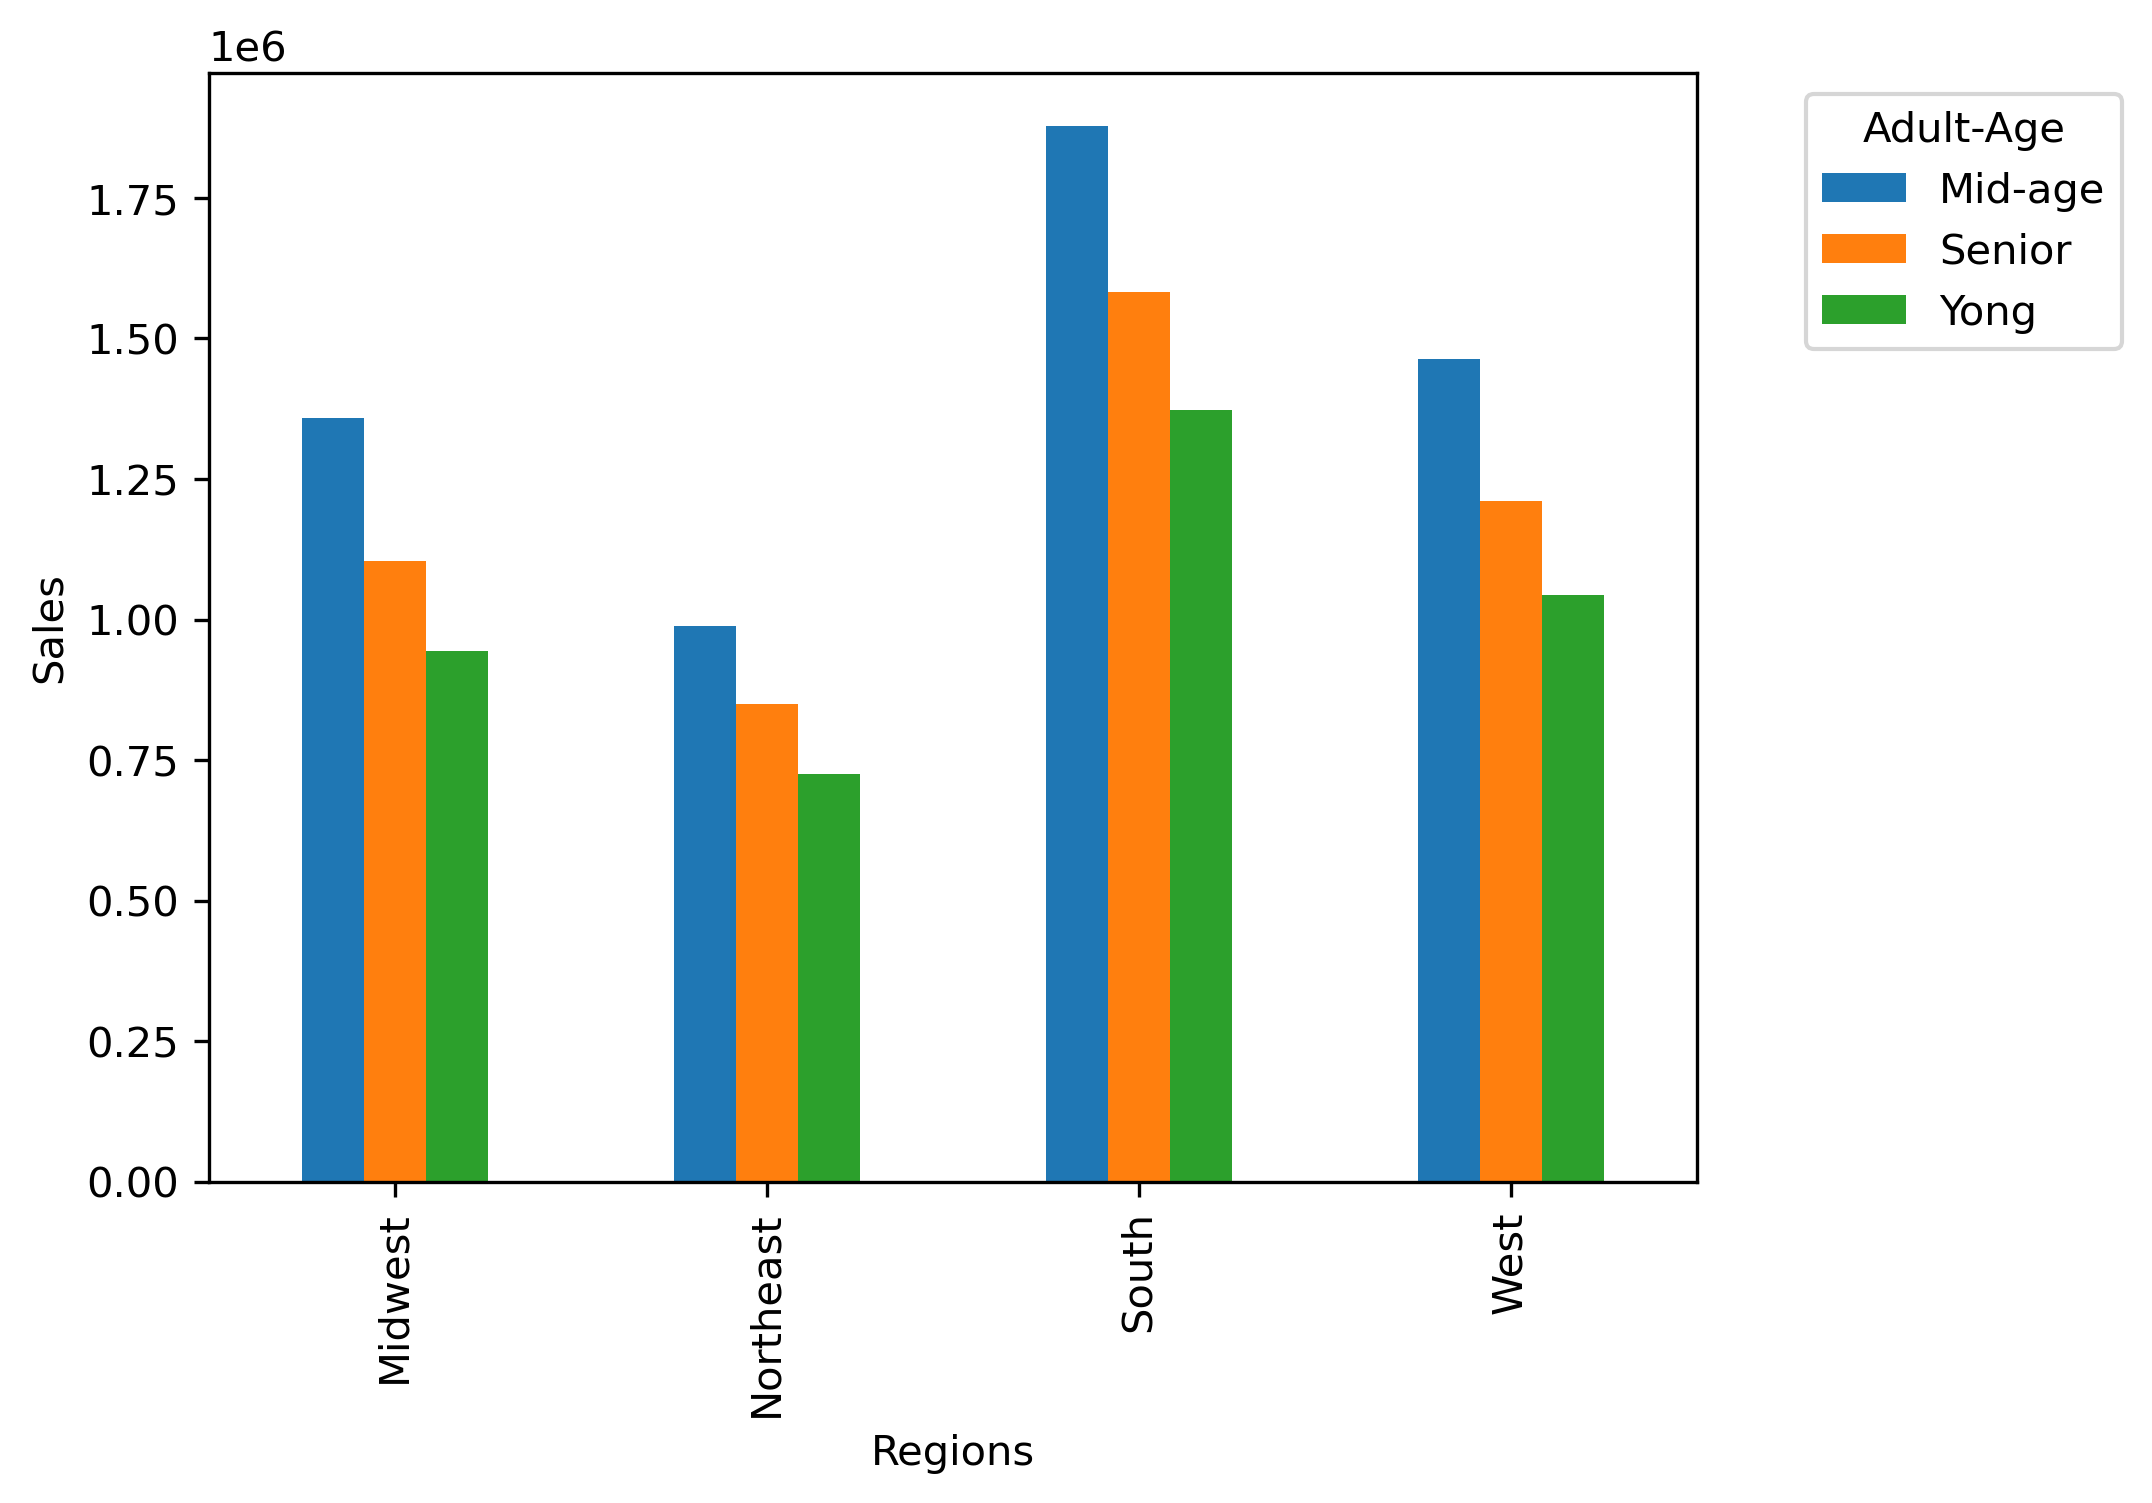 1e6
1.75
1.50
1.25
1.00
0.75
0.50
0.25
0.00
Sales
Midwest
Northeast
South
West
Regions
Adult-Age
Mid-age
Senior
Yong